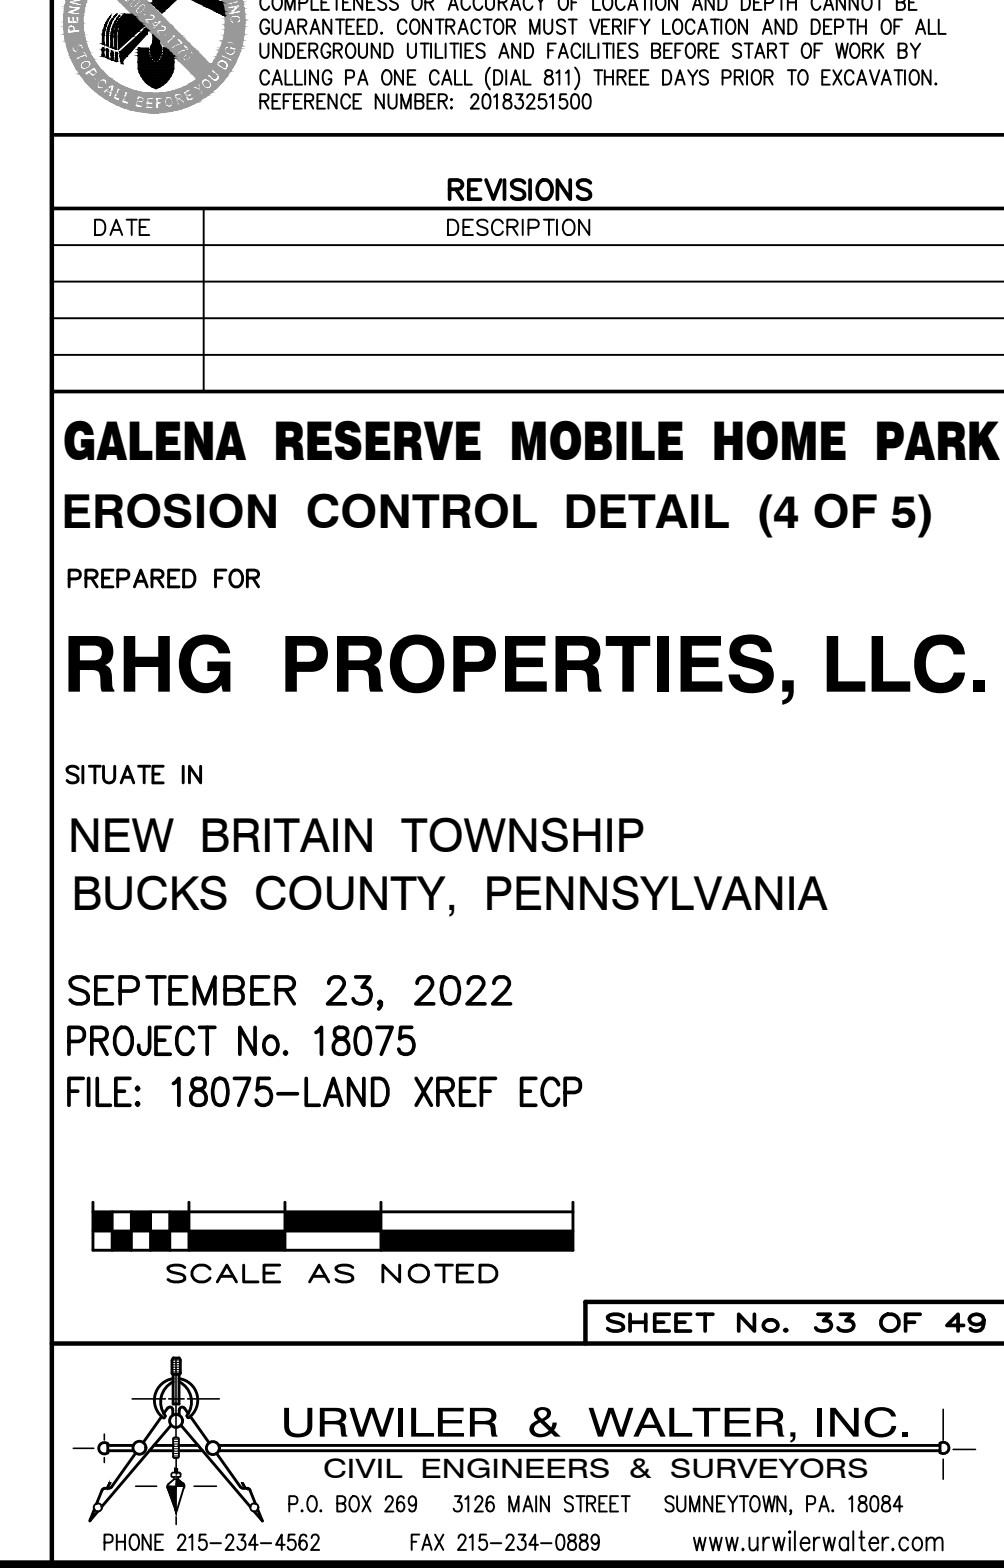 COMPLETENESS OR ACCURACY OF LOCATION AND DEPTH CANNOT BE
GUARANTEED. CONTRACTOR MUST VERIFY LOCATION AND DEPTH OF ALL
UNDERGROUND UTILITIES AND FACILITIES BEFORE START OF WORK BY
CALLING PA ONE CALL (DIAL 811) THREE DAYS PRIOR TO EXCAVATION.
REFERENCE NUMBER: 20183251500
STOP-CALL BEFORE YOU DIG!
REVISIONS
DATE DESCRIPTION
GALENA RESERVE MOBILE HOME PARK
EROSION CONTROL DETAIL (4 OF 5)
PREPARED FOR
RHG PROPERTIES, LLC.
SITUATE IN
NEW BRITAIN TOWNSHIP
BUCKS COUNTY, PENNSYLVANIA
SEPTEMBER 23, 2022
PROJECT No. 18075
FILE: 18075-LAND XREF ECP
SCALE AS NOTED
SHEET No. 33 OF 49
URWILER & WALTER, INC.
CIVIL ENGINEERS & SURVEYORS
P.O. BOX 269 3126 MAIN STREET SUMNEYTOWN, PA. 18084
PHONE 215-234-4562 FAX 215-234-0889 www.urwilerwalter.com